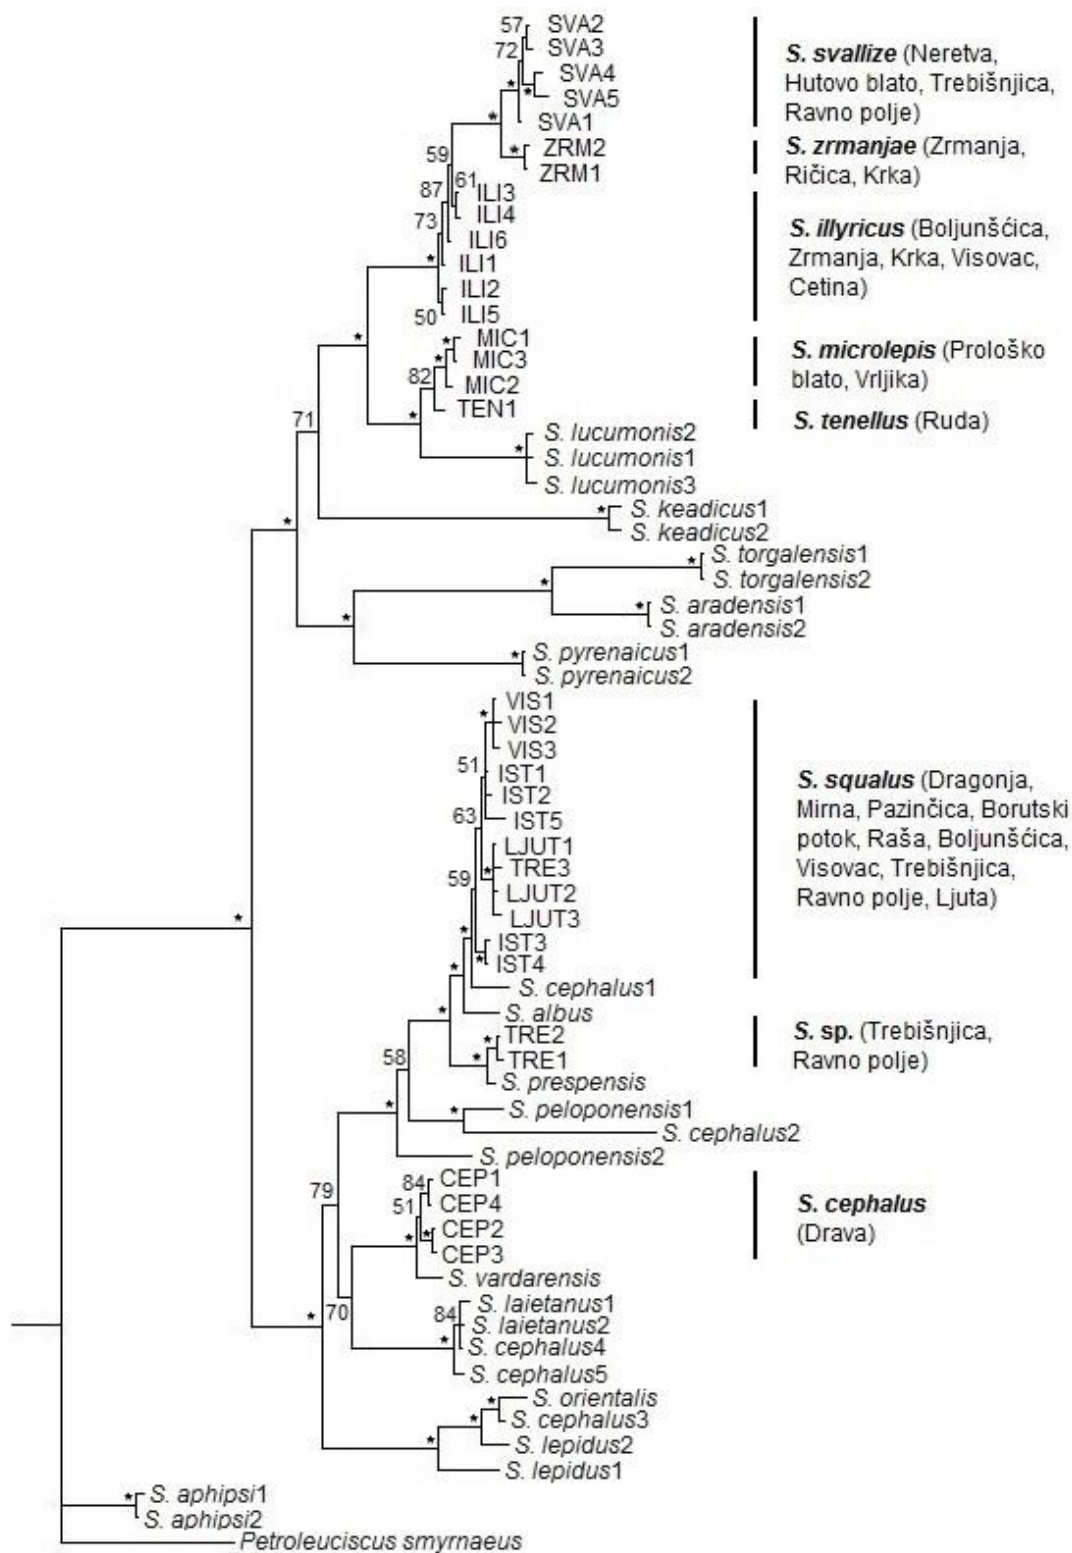 57
SVA2
SVA3
72
SVA4
*
*
SVA5
SVA1
*
*
ZRM2
ZRM1
59
61
ILI3
87
ILI4
73
ILI6
*
ILI1
ILI2
50
ILI5
*
*
MIC1
*
MIC3
82
MIC2
*
TEN1
71
*
S. lucumonis2
S. lucumonis1
S. lucumonis3
*
S. keadicus1
*
S. keadicus2
*
S. torgalensis1
*
S. torgalensis2
*
S. aradensis1
*
S. aradensis2
*
S. pyrenaicus1
S. pyrenaicus2
*
VIS1
VIS2
VIS3
51
IST1
IST2
63
IST5
LJUT1
*
TRE3
59
LJUT2
*
LJUT3
IST3
*
*
IST4
*
S. cephalus1
*
S. albus
*
TRE2
58
*
TRE1
S. prespensis
*
*
S. peloponensis1
S. cephalus2
S. peloponensis2
79
84
CEP1
51
CEP4
*
*
CEP2
CEP3
S. vardarensis
*
70
84
S. laietanus1
S. laietanus2
*
S. cephalus4
S. cephalus5
*
S. orientalis
*
S. cephalus3
*
S. lepidus2
S. lepidus1
*
S. aphipsi1
S. aphipsi2
Petroleuciscus smyrnaeus
S. svallize (Neretva,
Hutovo blato, Trebišnjica,
Ravno polje)
S. zrmanjae (Zrmanja,
Ričica, Krka)
S. illyricus (Boljunšćica,
Zrmanja, Krka, Visovac,
Cetina)
S. microlepis (Prološko
blato, Vrljika)
S. tenellus (Ruda)
S. squalus (Dragonja,
Mirna, Pazinčica, Borutski
potok, Raša, Boljunšćica,
Visovac, Trebišnjica,
Ravno polje, Ljuta)
S. sp. (Trebišnjica,
Ravno polje)
S. cephalus
(Drava)